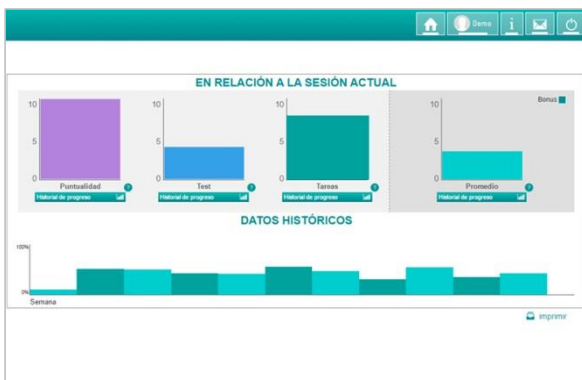 Demo
EN RELACIÓN A LA SESIÓN ACTUAL
10
5
0
Puntualidad
?
Historial de progreso
10
5
0
Test
?
Historial de progreso
10
5
0
Tareas
?
Historial de progreso
Bonus
10
5
0
Promedio
?
Historial de progreso
DATOS HISTÓRICOS
100%
0%
Semana
imprimir